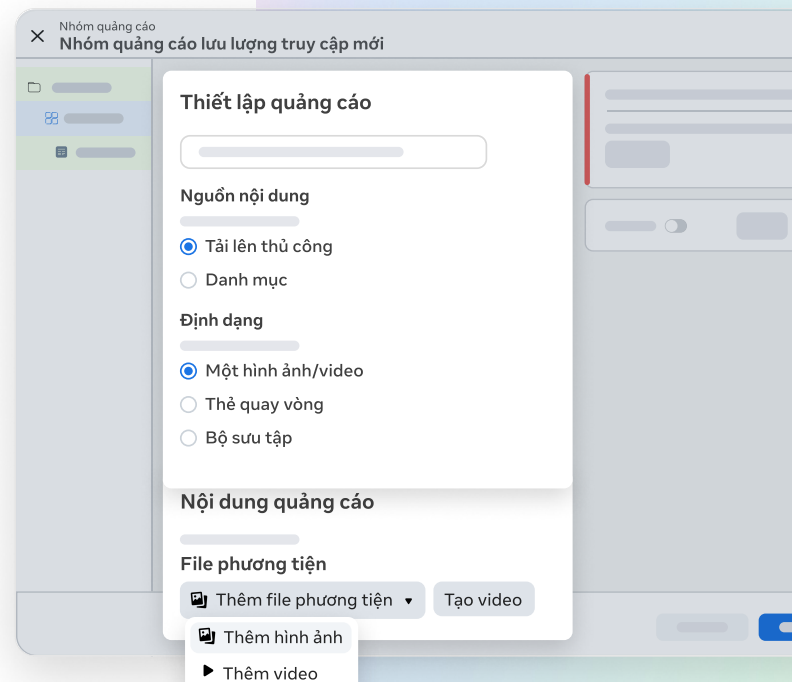 Nhóm quảng cáo
Nhóm quảng cáo lưu lượng truy cập mới
Thiết lập quảng cáo
Nguồn nội dung
Tải lên thủ công
Danh mục
Định dạng
Một hình ảnh/video
Thẻ quay vòng
Bộ sưu tập
Nội dung quảng cáo
File phương tiện
Thêm file phương tiện
Tạo video
Thêm hình ảnh
Thêm video